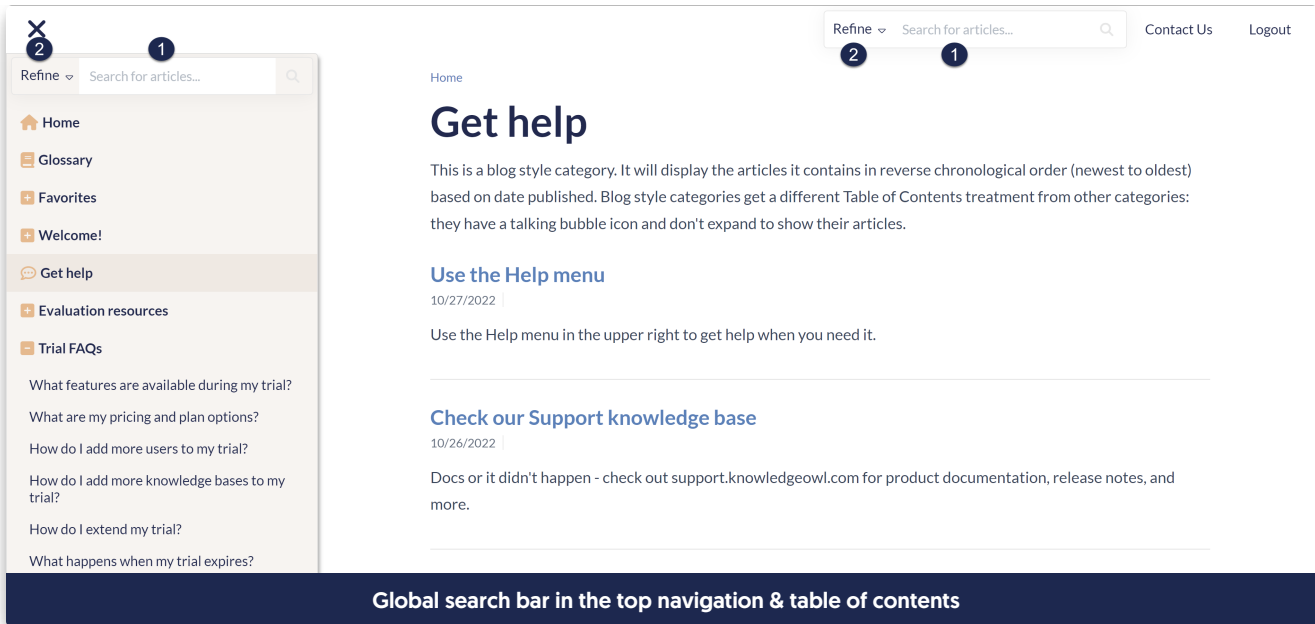 Refine Search for articles... Contact Us Logout
2 1
2 1
Refine Search for articles...
Home
Glossary
Favorites
Welcome!
Get help
Evaluation resources
Trial FAQs
What features are available during my trial?
What are my pricing and plan options?
How do I add more users to my trial?
How do I add more knowledge bases to my
trial?
How do I extend my trial?
What happens when my trial expires?
Home
Get help
This is a blog style category. It will display the articles it contains in reverse chronological order (newest to oldest)
based on date published. Blog style categories get a different Table of Contents treatment from other categories:
they have a talking bubble icon and don't expand to show their articles.
Use the Help menu
10/27/2022
Use the Help menu in the upper right to get help when you need it.
Check our Support knowledge base
10/26/2022
Docs or it didn't happen - check out support.knowledgeowl.com for product documentation, release notes, and
more.
Global search bar in the top navigation & table of contents